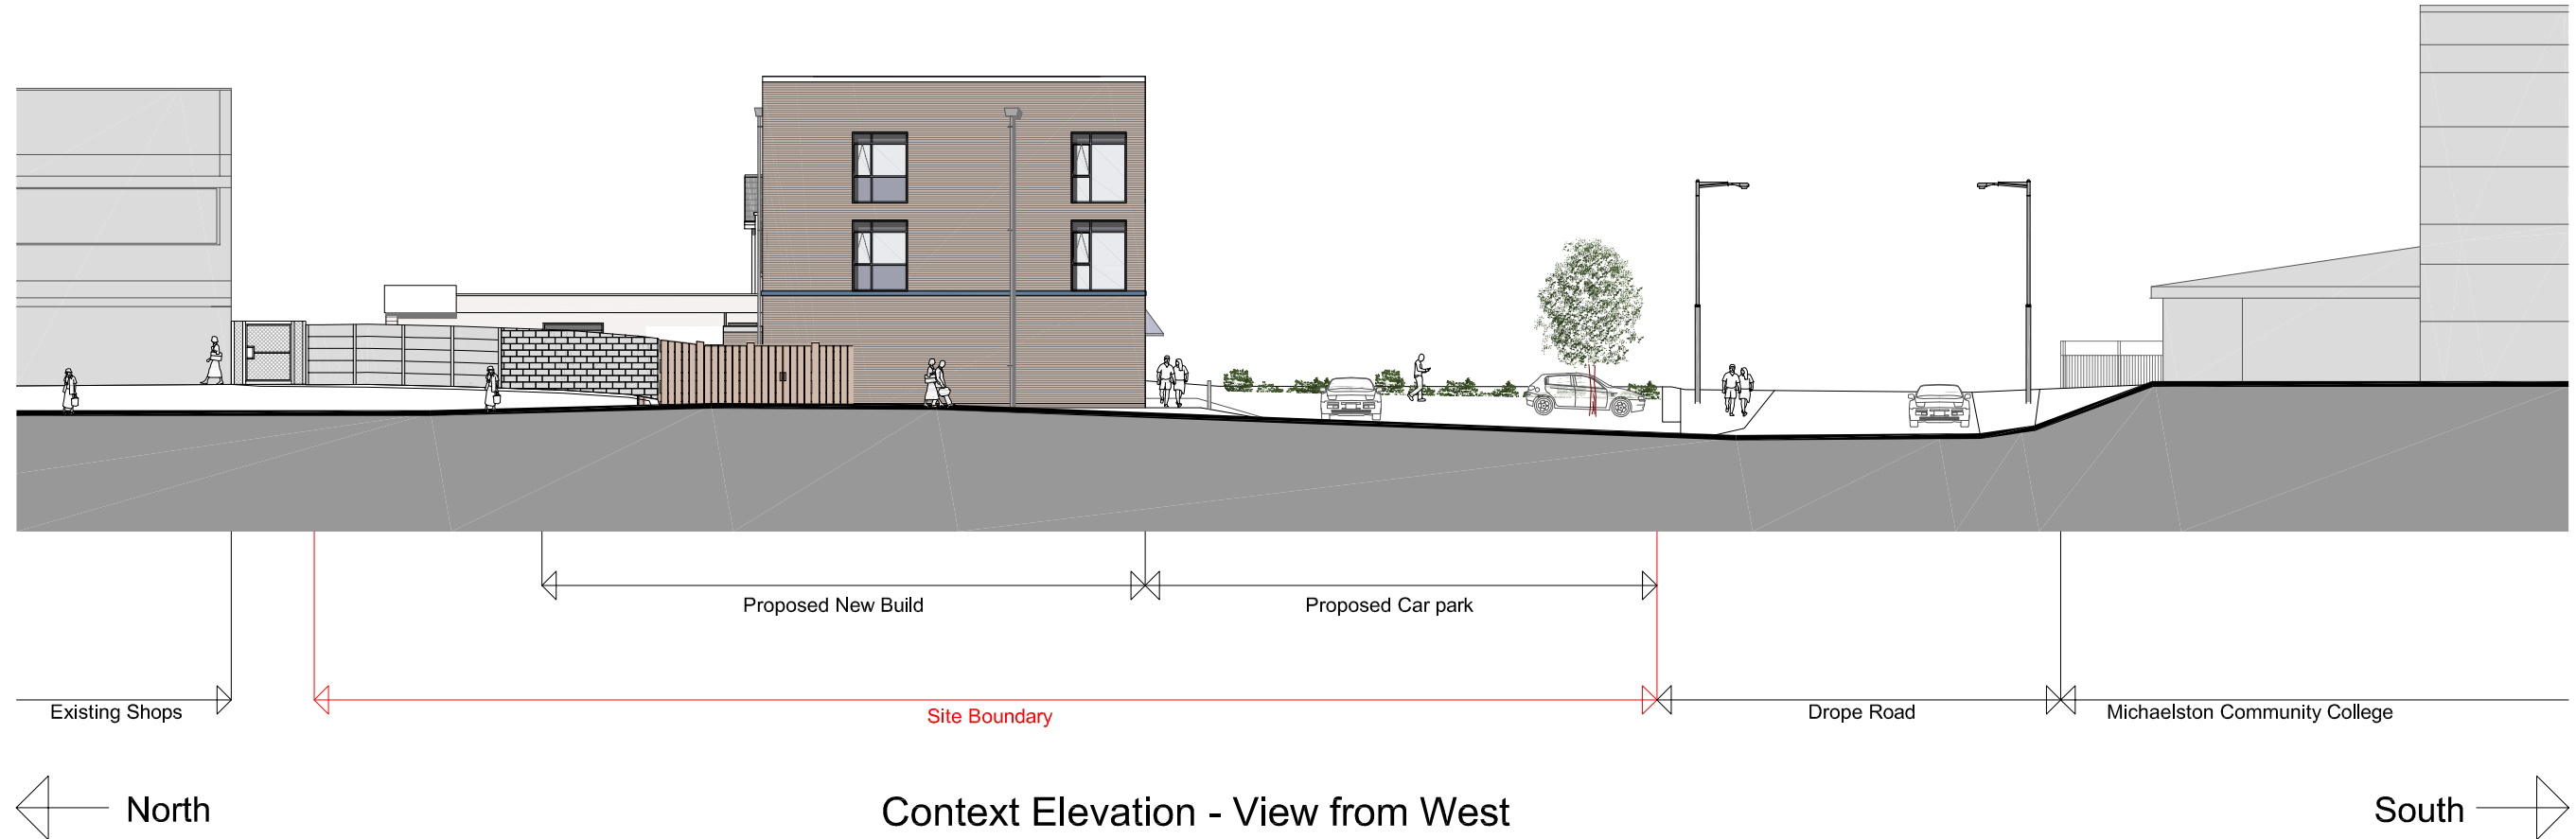 Proposed New Build
Proposed Car park
Existing Shops
Site Boundary
Drope Road
Michaelston Community College
North
Context Elevation - View from West
South